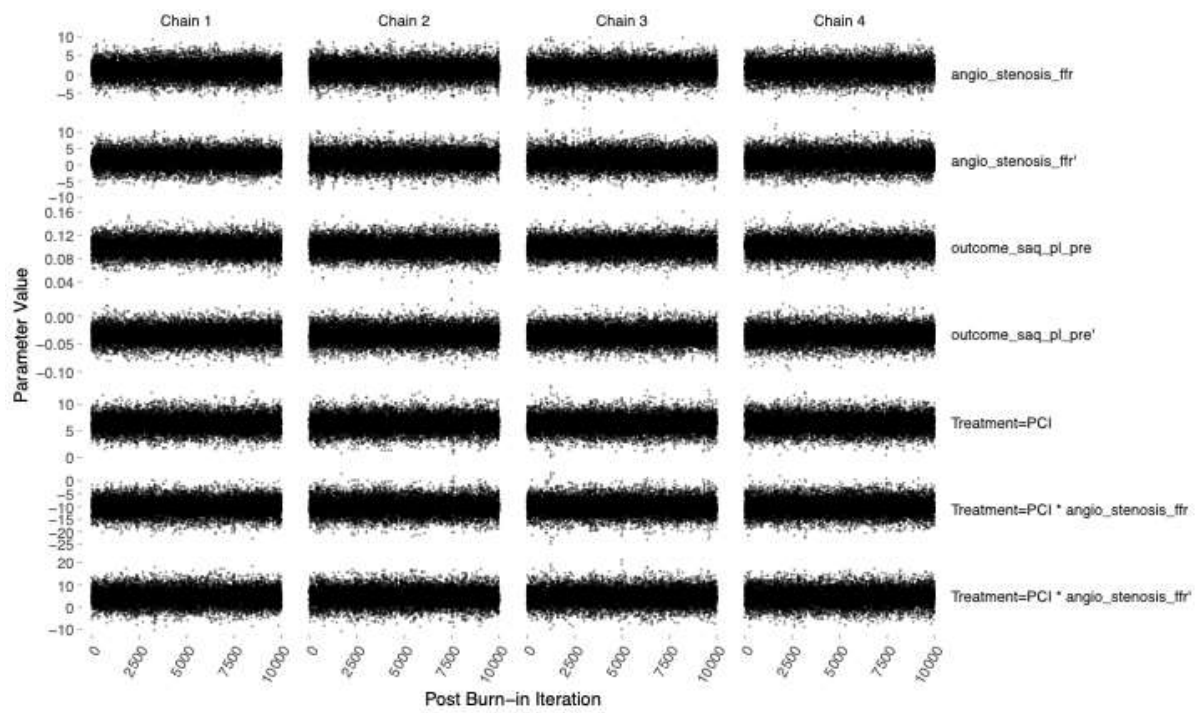 Chain 1 Chain 2 Chain 3 Chain 4
10
5
0
−5
angio_stenosis_ffr
10
5
0
−5
−10
angio_stenosis_ffr'
0.16
0.12
0.08
0.04
outcome_saq_pl_pre
0.00
−0.05
−0.10
outcome_saq_pl_pre'
10
5
0
Treatment=PCI
0
−5
−10
−15
−20
−25
Treatment=PCI * angio_stenosis_ffr
20
10
0
−10
Treatment=PCI * angio_stenosis_ffr'
Parameter Value
0 2500 5000 7500 10000 0 2500 5000 7500 10000 0 2500 5000 7500 10000 0 2500 5000 7500 10000
Post Burn−in Iteration